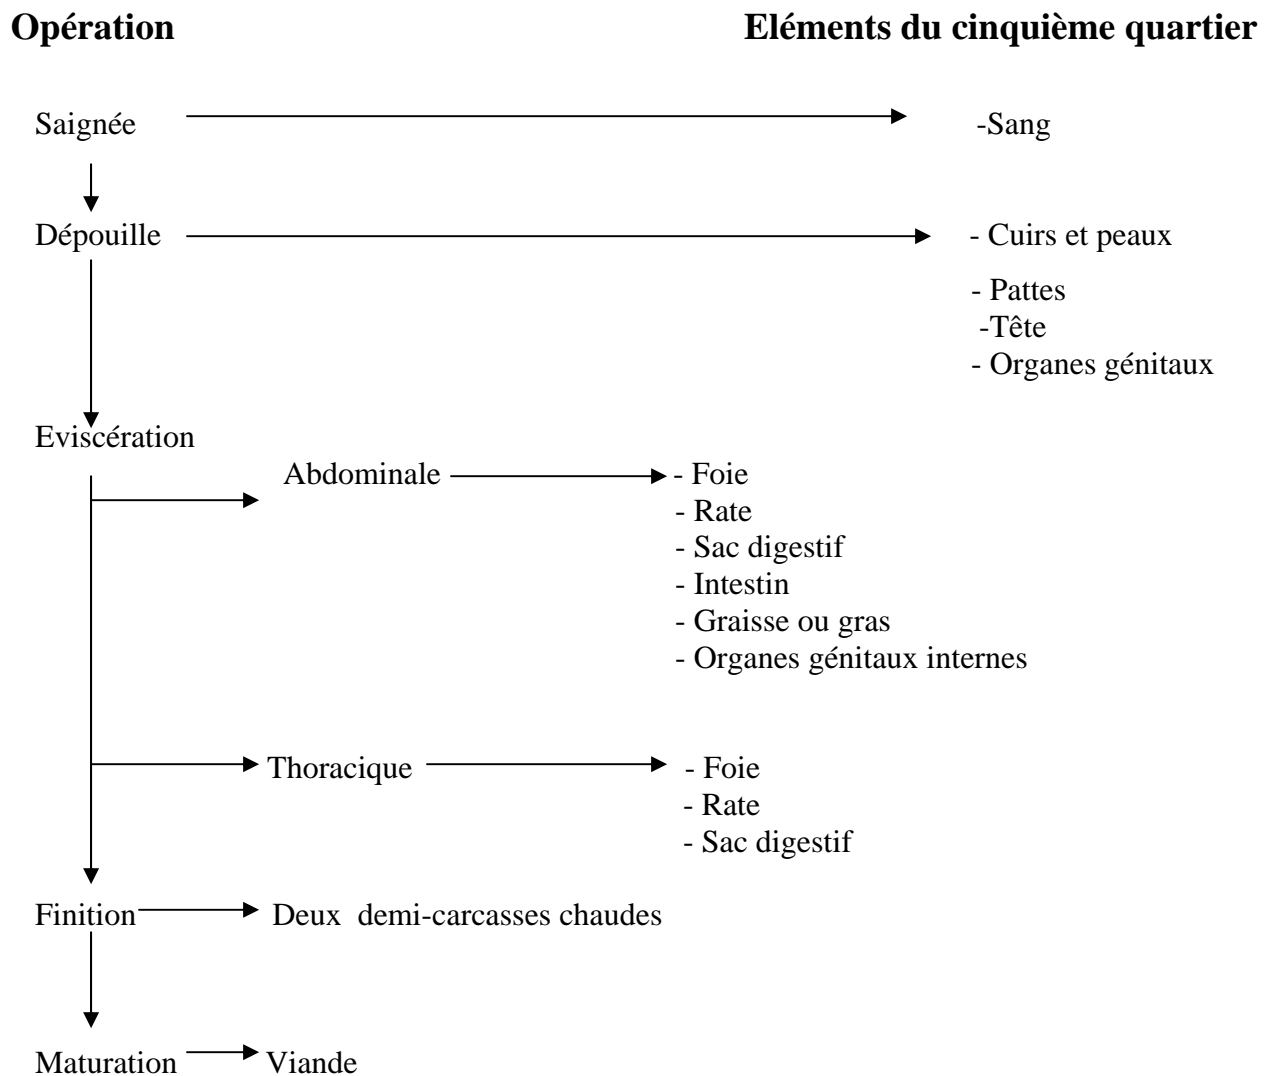 Opération Eléments du cinquième quartier
Saignée -Sang
Dépouille - Cuirs et peaux
- Pattes
-Tête
- Organes génitaux
Eviscération
Abdominale - Foie
- Rate
- Sac digestif
- Intestin
- Graisse ou gras
- Organes génitaux internes
Thoracique - Foie
- Rate
- Sac digestif
Finition Deux demi-carcasses chaudes
Maturation Viande